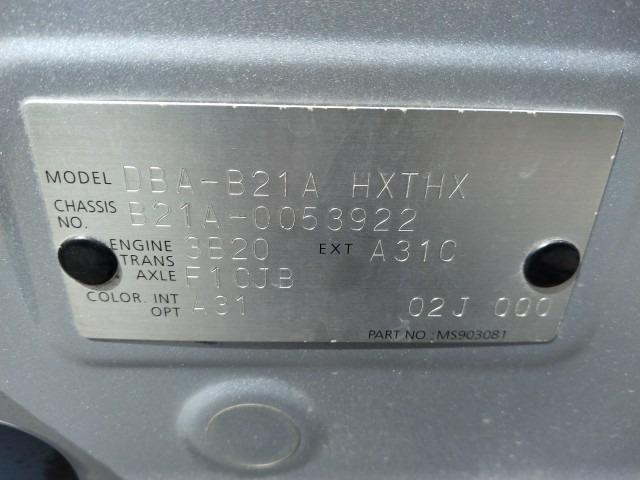 MODEL DBA-B21A HXTHX
CHASSIS NO. B21A-0053922
ENGINE 3B20 EXT A31C
TRANS AXLE F1CJB
COLOR. INT A31 02J 000
OPT
PART NO : MS903081